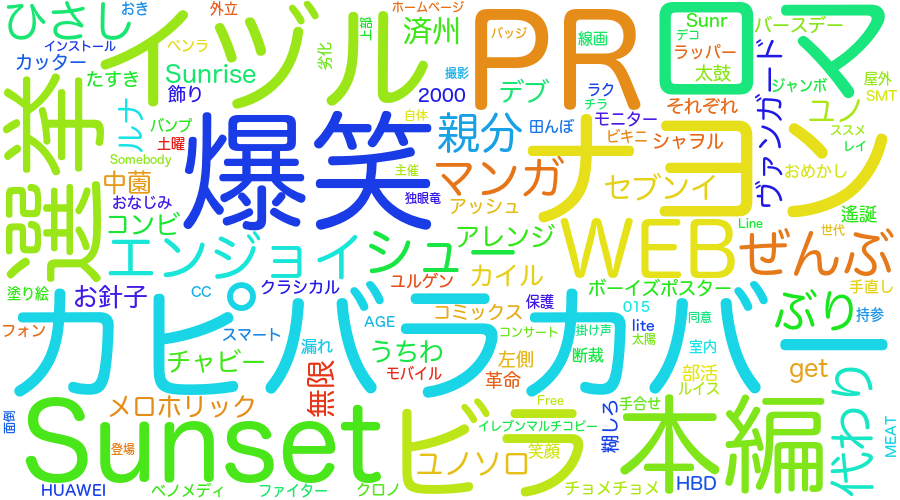 ひさし
おき
外立
ホームページ
インストール
カッター
ペンラ
劣化
上部
済州
バッジ
線画
Sunr
デコ
ラッパー
バースデー
イヅル
PR
ロマ
たすき
Sunrise
撮影
飾り
2000
デブ
ラク
チラ
太鼓
ジャンボ
屋外
SMT
ヴァンガード
選挙
ルナ
バンプ
土曜
爆笑
自体
親分
田んぼ
モニター
それぞれ
ビキニ
シャヲル
ユノ
ススメ
レイ
Somebody
主催
中薗
おなじみ
独眼竜
マンガ
ナヨン
セブンイ
おめかし
コンビ
アッシュ
アレンジ
WEB
Line
遙誕
世代
エンジョイ
シュー
ぜんぶ
塗り絵
お針子
CC
クラシカル
ユルゲン
カイル
ボーイズポスター
手直し
カピバラカバー
フォン
スマート
AGE
コミックス
保護
コンサート
掛け声
015
lite
太陽
同意
ぶり
持参
チャビー
漏れ
うちわ
左側
断裁
室内
無限
モバイル
革命
部活
ルイス
get
代わり
メロホリック
Free
糊しろ
手合せ
本編
面倒
Sunset
登場
ビラ
イレブンマルチコピー
ユノソロ
笑顔
MEAT
HUAWEI
ベノメディ
ファイター
クロノ
チョメチョメ
HBD